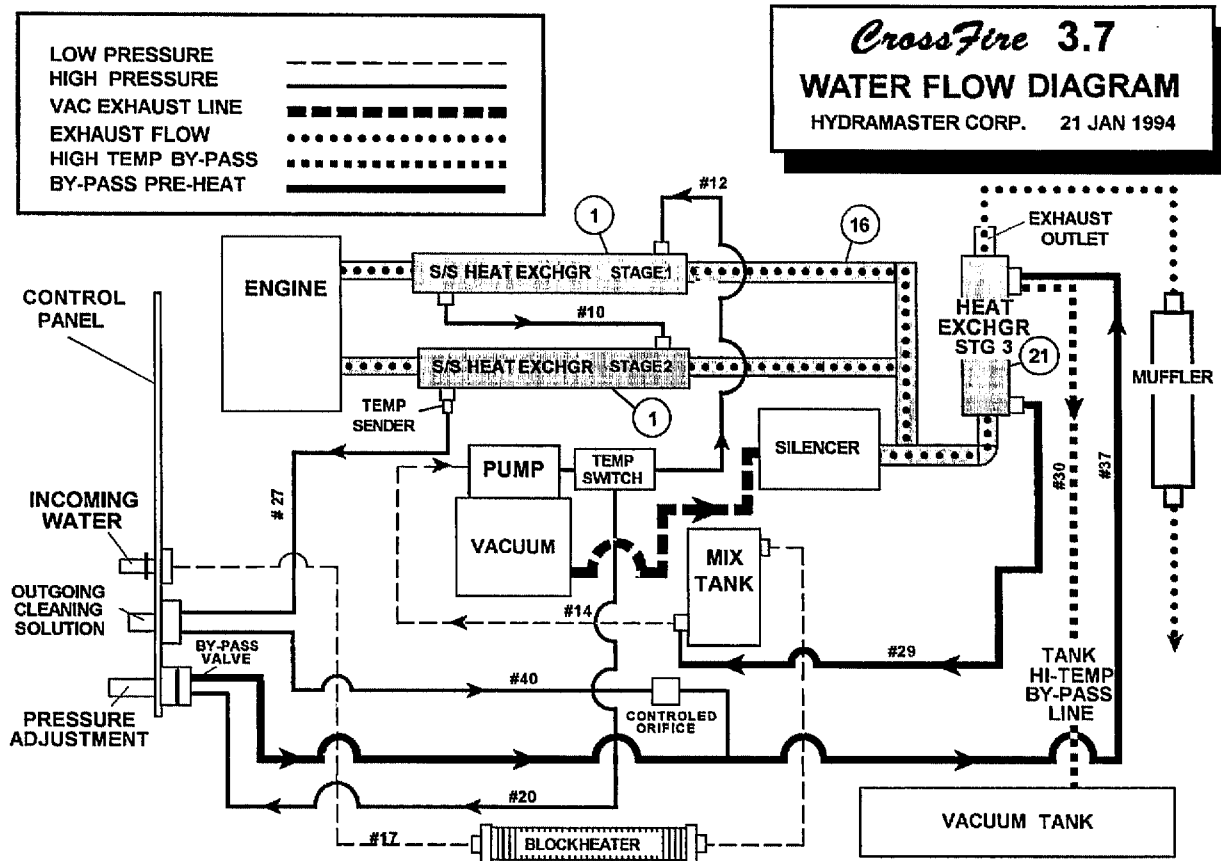 LOW PRESSURE
HIGH PRESSURE
VAC EXHAUST LINE
EXHAUST FLOW
HIGH TEMP BY-PASS
BY-PASS PRE-HEAT
CrossFire 3.7
WATER FLOW DIAGRAM
HYDRAMASTER CORP. 21 JAN 1994
#12
1
16
EXHAUST
OUTLET
ENGINE
S/S HEAT EXCHGR STAGE1
CONTROL
PANEL
#10
HEAT
EXCHGR
STG 3
21
S/S HEAT EXCHGR STAGE2
MUFFLER
TEMP
SENDER
1
PUMP
TEMP
SWITCH
SILENCER
#30
#37
#27
INCOMING
WATER
VACUUM
MIX
TANK
OUTGOING
CLEANING
SOLUTION
#14
BY-PASS
VALVE
#29
TANK
HI-TEMP
BY-PASS
LINE
#40
CONTROLED
ORIFICE
PRESSURE
ADJUSTMENT
#20
#17
BLOCKHEATER
VACUUM TANK